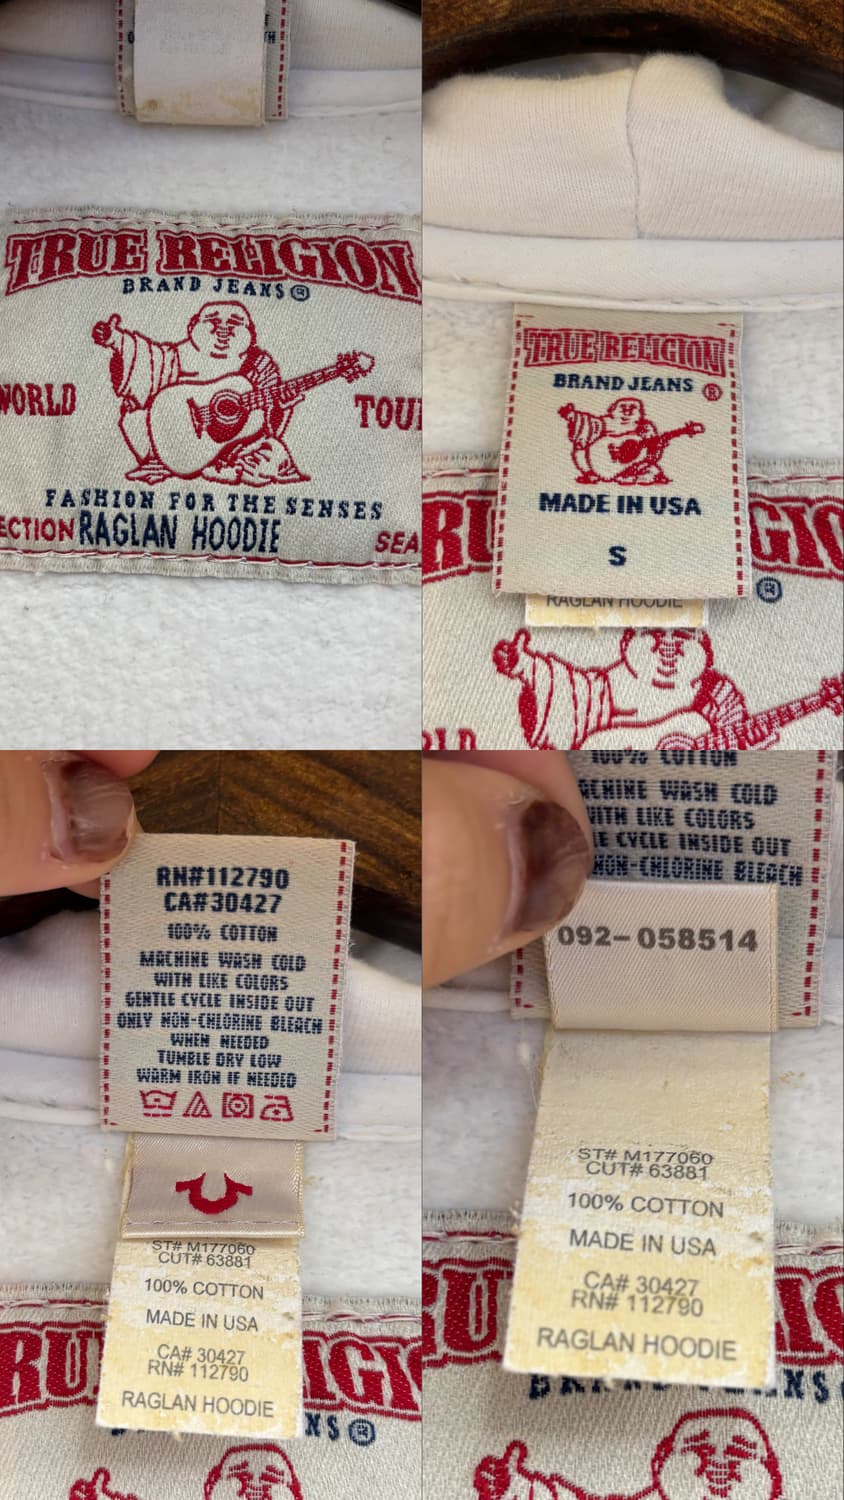 TRUE RELIGION
BRAND JEANS ®
WORLD TOUR
FASHION FOR THE SENSES
ECTION RAGLAN HOODIE SEA
TRUE RELIGION
BRAND JEANS ®
MADE IN USA
S
RAGLAN HOODIE
RU GIO
®
RN#112790
CA#30427
100% COTTON
MACHINE WASH COLD
WITH LIKE COLORS
GENTLE CYCLE INSIDE OUT
ONLY NON-CHLORINE BLEACH
WHEN NEEDED
TUMBLE DRY LOW
WARM IRON IF NEEDED
ST# M177060
CUT# 63881
100% COTTON
MADE IN USA
CA# 30427
RN# 112790
RAGLAN HOODIE
RU IGI
NS ®
100% COTTON
ACHINE WASH COLD
WITH LIKE COLORS
E CYCLE INSIDE OUT
NON-CHLORINE BLEACH
092-058514
ST# M177060
CUT# 63881
100% COTTON
MADE IN USA
CA# 30427
RN# 112790
RAGLAN HOODIE